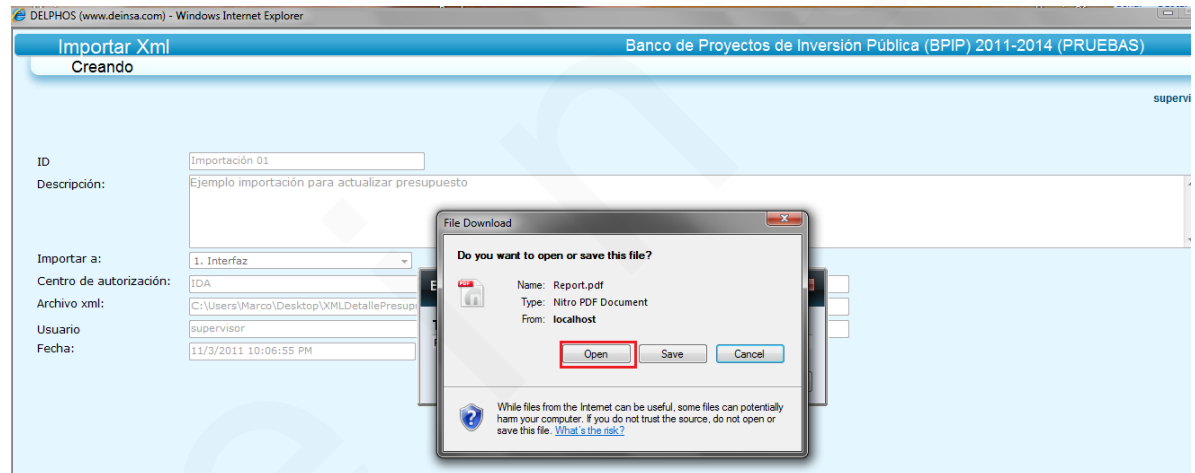 DELPHOS (www.deinsa.com) - Windows Internet Explorer
Importar Xml
Banco de Proyectos de Inversión Pública (BPIP) 2011-2014 (PRUEBAS)
Creando
supervi
ID
Importación 01
Descripción:
Ejemplo importación para actualizar presupuesto
Importar a:
1. Interfaz
Centro de autorización:
IDA
Archivo xml:
C:\Users\Marco\Desktop\XMLDetallePresup
Usuario
supervisor
Fecha:
11/3/2011 10:06:55 PM
File Download
Do you want to open or save this file?
Name: Report.pdf
Type: Nitro PDF Document
From: localhost
Open Save Cancel
While files from the Internet can be useful, some files can potentially
harm your computer. If you do not trust the source, do not open or
save this file. What's the risk?